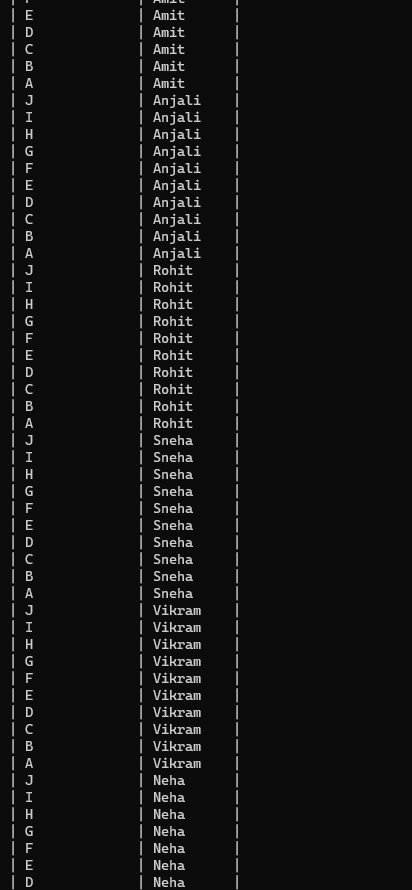 | E | Amit |
| D | Amit |
| C | Amit |
| B | Amit |
| A | Amit |
| J | Anjali |
| I | Anjali |
| H | Anjali |
| G | Anjali |
| F | Anjali |
| E | Anjali |
| D | Anjali |
| C | Anjali |
| B | Anjali |
| A | Anjali |
| J | Rohit |
| I | Rohit |
| H | Rohit |
| G | Rohit |
| F | Rohit |
| E | Rohit |
| D | Rohit |
| C | Rohit |
| B | Rohit |
| A | Rohit |
| J | Sneha |
| I | Sneha |
| H | Sneha |
| G | Sneha |
| F | Sneha |
| E | Sneha |
| D | Sneha |
| C | Sneha |
| B | Sneha |
| A | Sneha |
| J | Vikram |
| I | Vikram |
| H | Vikram |
| G | Vikram |
| F | Vikram |
| E | Vikram |
| D | Vikram |
| C | Vikram |
| B | Vikram |
| A | Vikram |
| J | Neha |
| I | Neha |
| H | Neha |
| G | Neha |
| F | Neha |
| E | Neha |
| D | Neha |